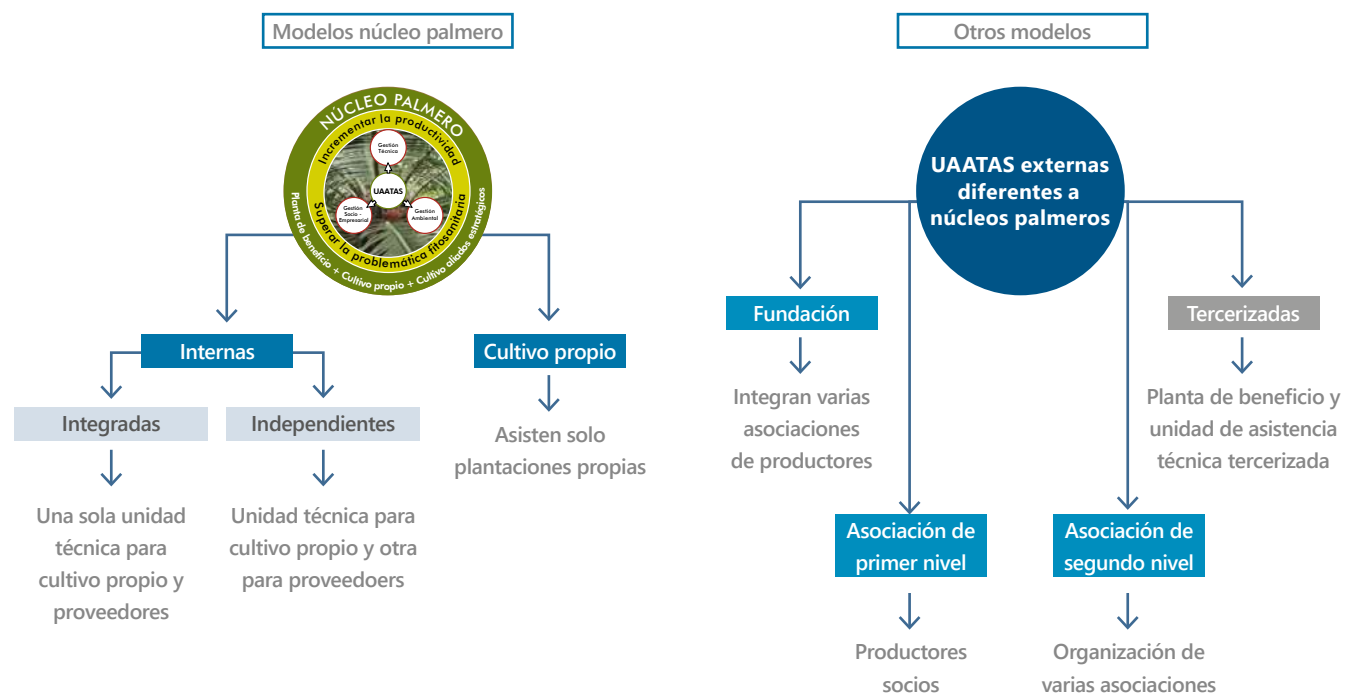 Modelos núcleo palmero
NÚCLEO PALMERO
Incrementar la productividad
Gestión
Técnica
UAATAS
Gestión
Socio -
Empresarial
Gestión
Ambiental
Superar la problemática fitosanitaria
Planta de beneficio + Cultivo propio + Cultivo aliados estratégicos
Internas
Cultivo propio
Integradas
Independientes
Asisten solo
plantaciones propias
Una sola unidad
técnica para
cultivo propio y
proveedores
Unidad técnica para
cultivo propio y otra
para proveedoers
Otros modelos
UAATAS externas
diferentes a
núcleos palmeros
Fundación
Tercerizadas
Integran varias
asociaciones
de productores
Planta de beneficio y
unidad de asistencia
técnica tercerizada
Asociación de
primer nivel
Asociación de
segundo nivel
Productores
socios
Organización de
varias asociaciones